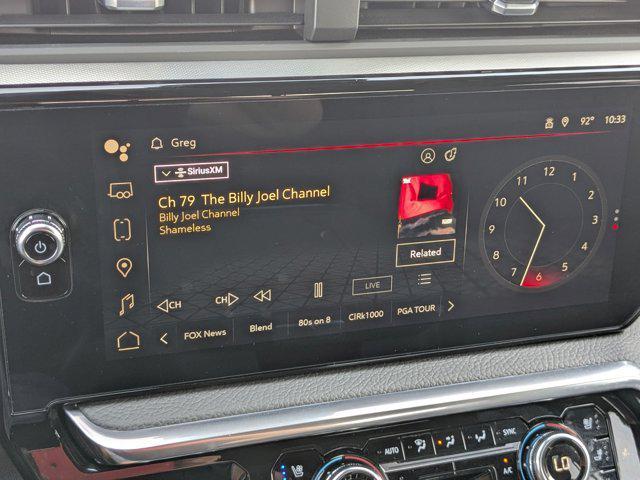 92° 10:33
Greg
SiriusXM
Ch 79 The Billy Joel Channel
Billy Joel Channel
Shameless
Related
12
1
2
3
4
5
6
7
8
9
10
11
CH CH LIVE
FOX News Blend 80s on 8 CiRk1000 PGA TOUR
AUTO SYNC
A/C
LO